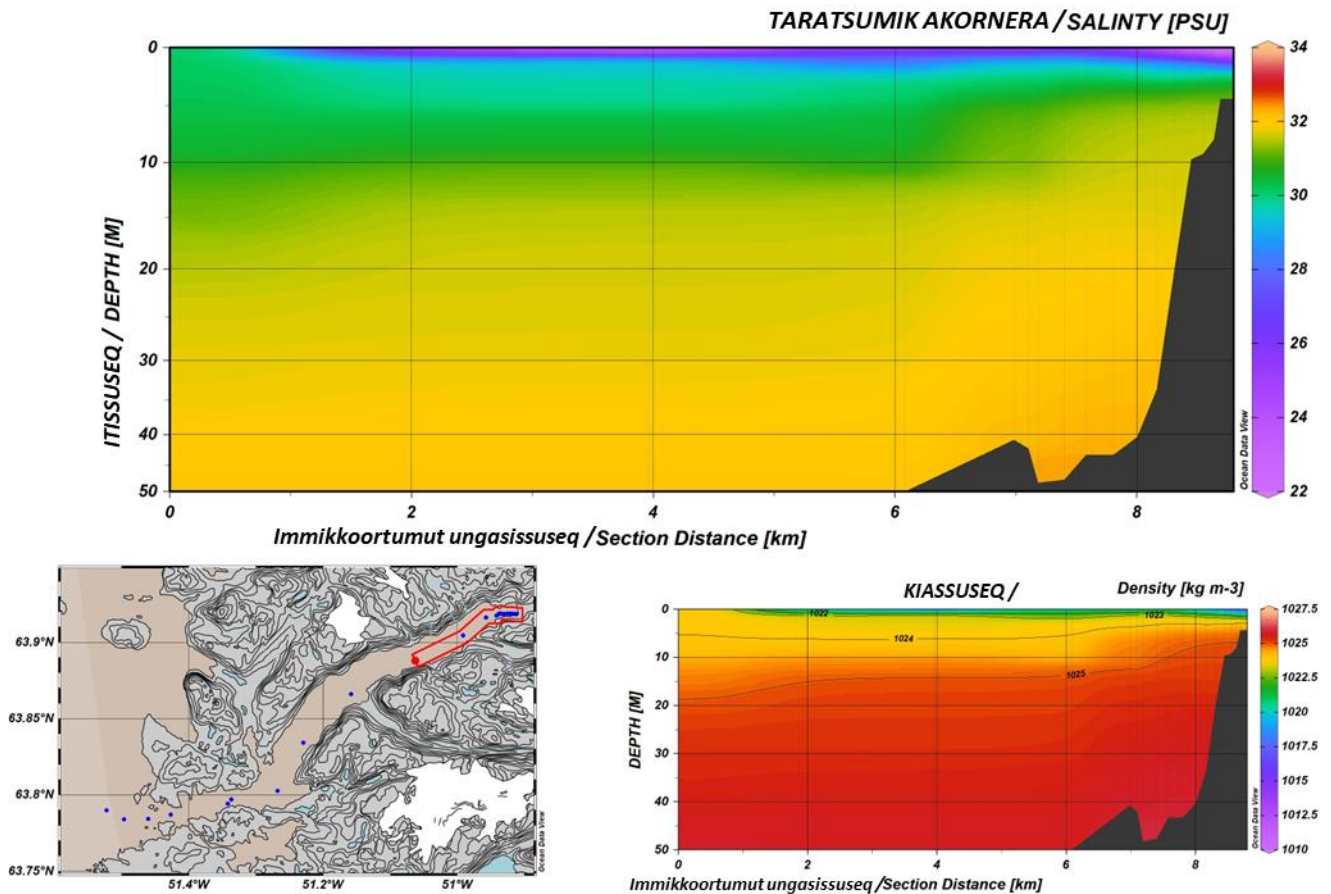 TARATSUMIK AKORNERA / SALINTY [PSU]
0
10
20
30
40
50
ITISSUSEQ / DEPTH [M]
0 2 4 6 8
Immikkoortumut ungasissuseq / Section Distance [km]
34
32
30
28
26
24
22
Ocean Data View
63.9°N
63.85°N
63.8°N
63.75°N
51.4°W 51.2°W 51°W
Ocean Data View
KIASSUSEQ / Density [kg m-3]
0
10
20
30
40
50
DEPTH [M]
1022 1023
1024
1025
0 2 4 6 8
Immikkoortumut ungasissuseq / Section Distance [km]
1027.5
1025
1022.5
1020
1017.5
1015
1012.5
1010
Ocean Data View